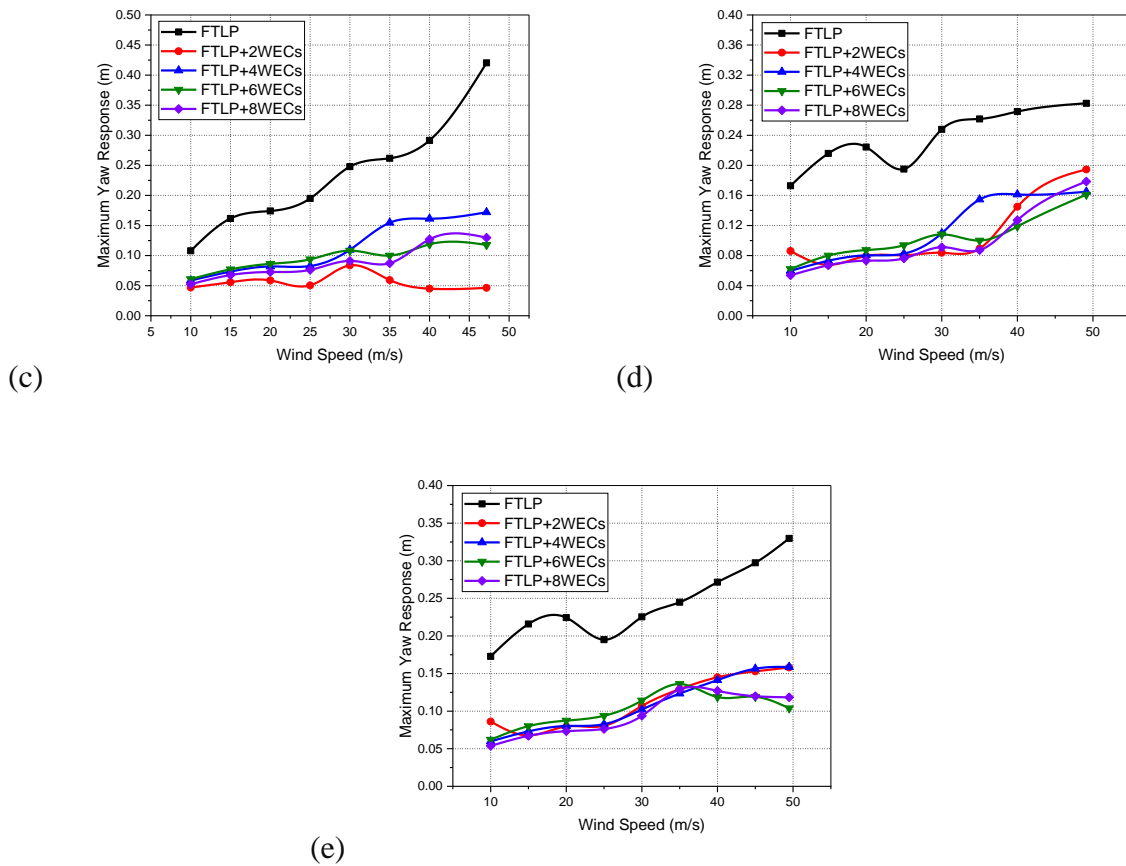 0.50
0.45
0.40
0.35
0.30
0.25
0.20
0.15
0.10
0.05
0.00
Maximum Yaw Response (m)
FTLP
FTLP+2WECs
FTLP+4WECs
FTLP+6WECs
FTLP+8WECs
5 10 15 20 25 30 35 40 45 50
Wind Speed (m/s)
(c)
0.40
0.36
0.32
0.28
0.24
0.20
0.16
0.12
0.08
0.04
0.00
Maximum Yaw Response (m)
FTLP
FTLP+2WECs
FTLP+4WECs
FTLP+6WECs
FTLP+8WECs
10 20 30 40 50
Wind Speed (m/s)
(d)
0.40
0.35
0.30
0.25
0.20
0.15
0.10
0.05
0.00
Maximum Yaw Response (m)
FTLP
FTLP+2WECs
FTLP+4WECs
FTLP+6WECs
FTLP+8WECs
10 20 30 40 50
Wind Speed (m/s)
(e)